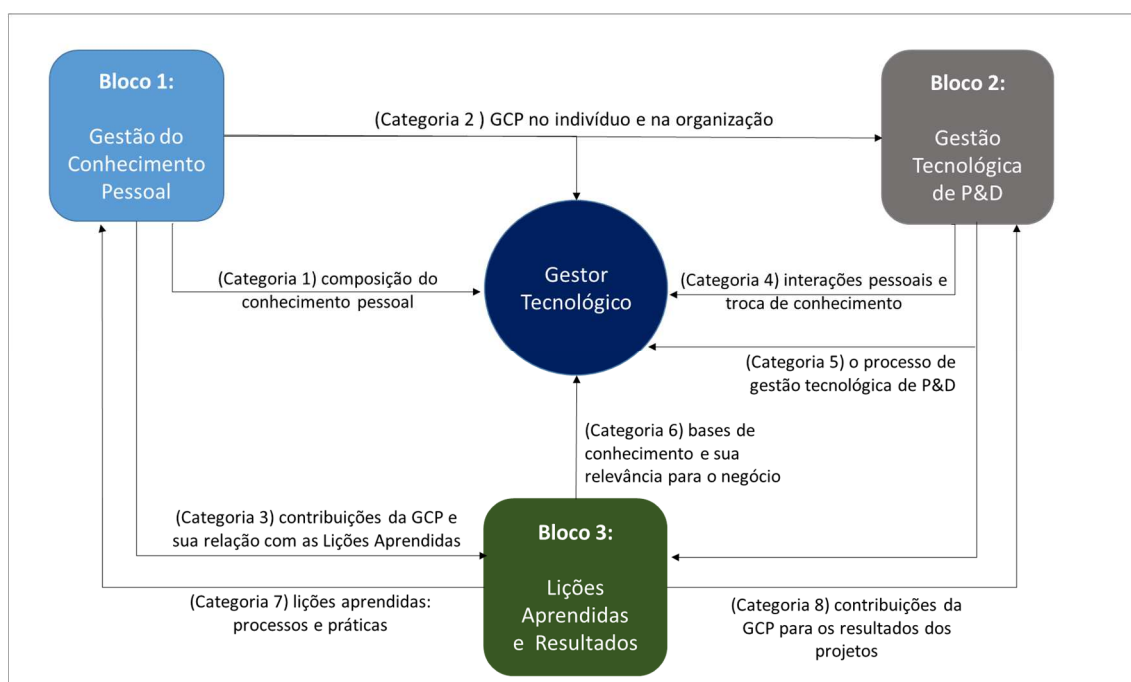 Bloco 1:
Gestão do
Conhecimento
Pessoal
(Categoria 2 ) GCP no indivíduo e na organização
Bloco 2:
Gestão
Tecnológica
de P&D
(Categoria 1) composição do
conhecimento pessoal
Gestor
Tecnológico
(Categoria 4) interações pessoais e
troca de conhecimento
(Categoria 5) o processo de
gestão tecnológica de P&D
(Categoria 6) bases de
conhecimento e sua
relevância para o negócio
(Categoria 3) contribuições da GCP e
sua relação com as Lições Aprendidas
Bloco 3:
Lições
Aprendidas
e Resultados
(Categoria 7) lições aprendidas:
processos e práticas
(Categoria 8) contribuições da
GCP para os resultados dos
projetos